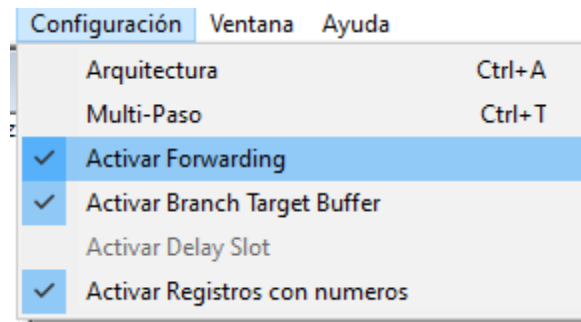 Configuración Ventana Ayuda
Arquitectura Ctrl+A
Multi-Paso Ctrl+T
Activar Forwarding
Activar Branch Target Buffer
Activar Delay Slot
Activar Registros con numeros